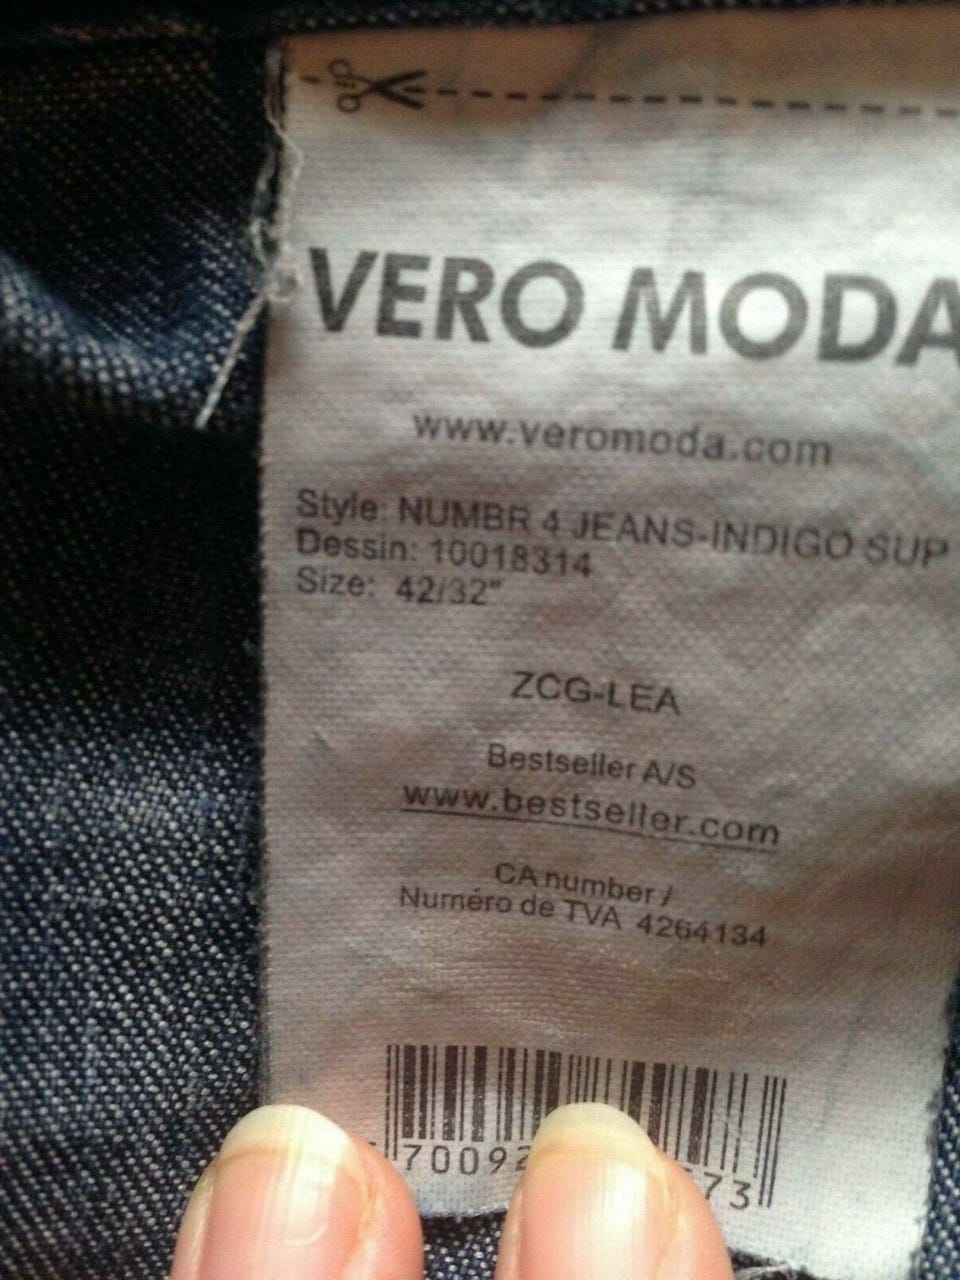 VERO MODA
www.veromoda.com
Style: NUMBR 4 JEANS-INDIGO SUP
Dessin: 10018314
Size: 42/32"
ZCG-LEA
Bestseller A/S
www.bestseller.com
CA number /
Numéro de TVA 4264134